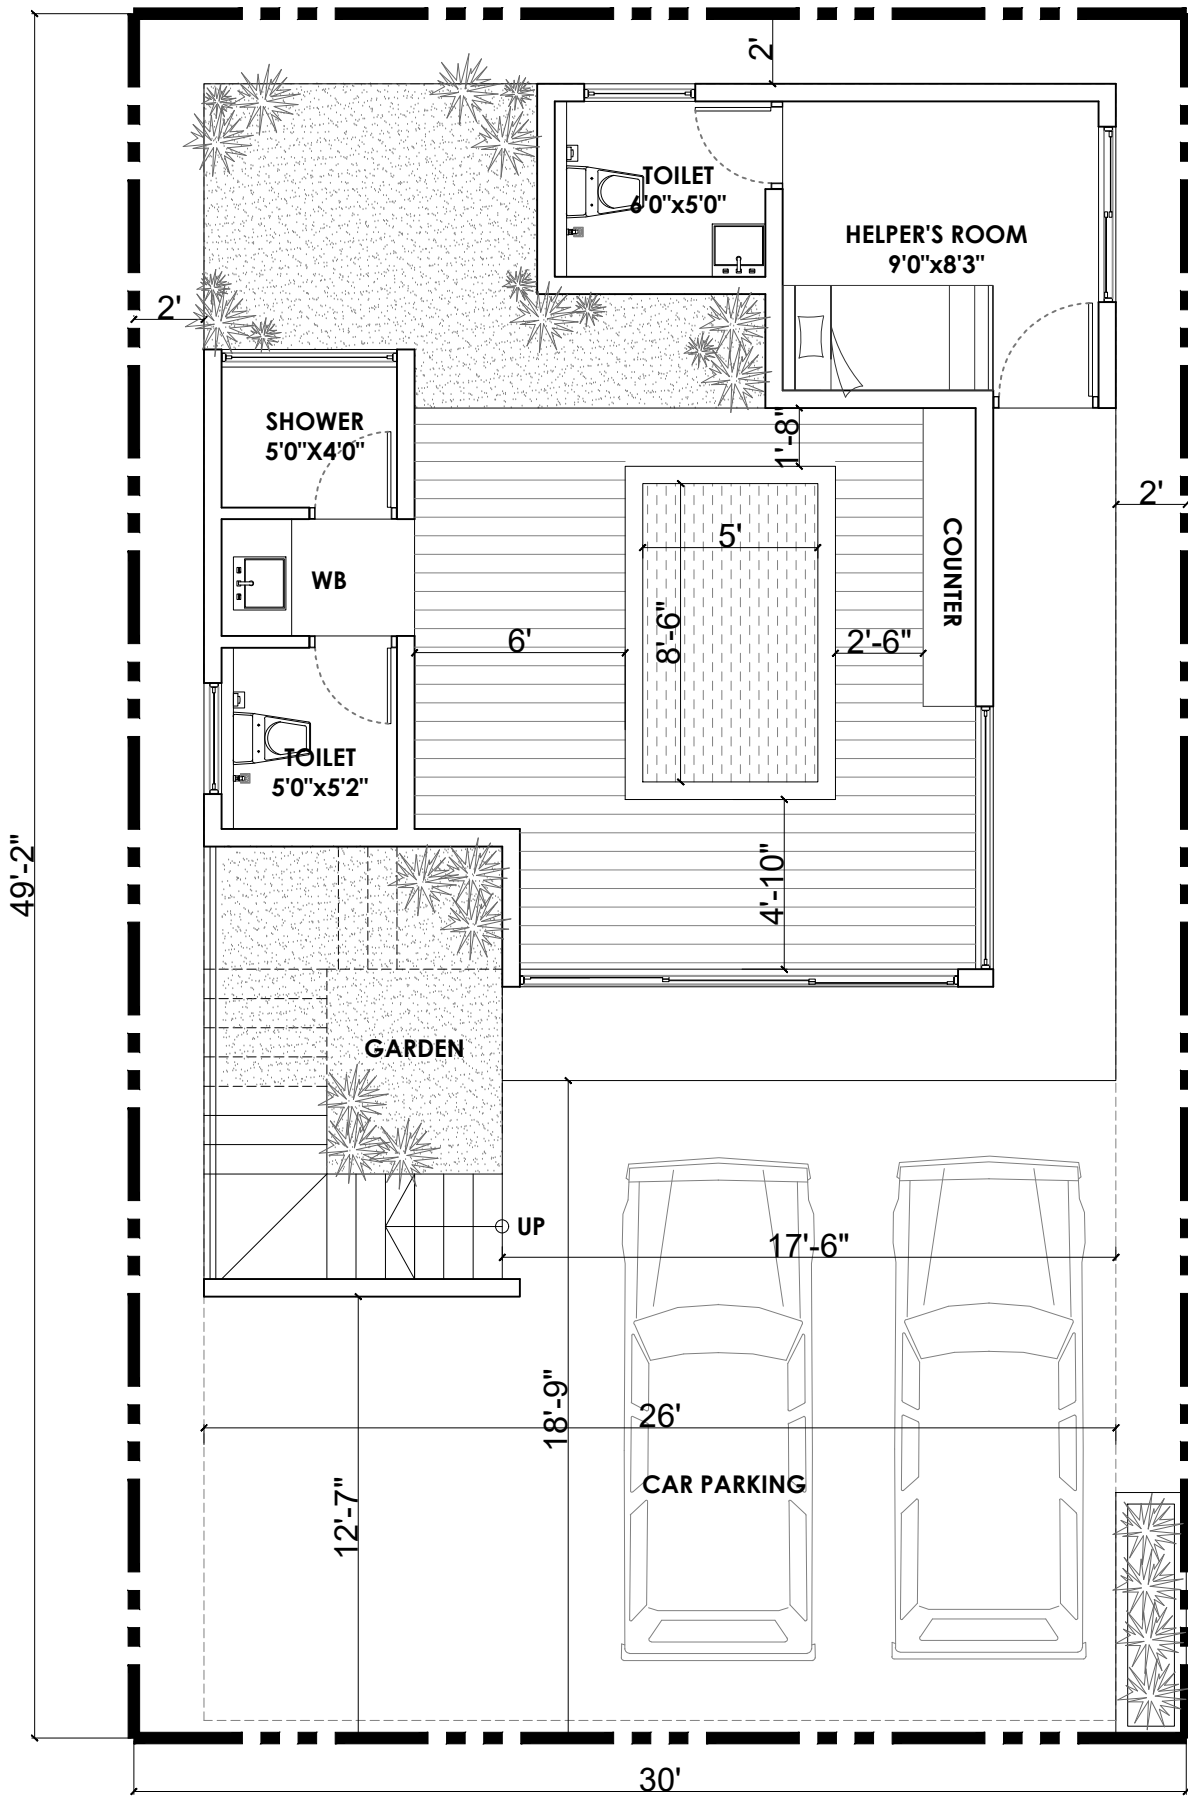 2'
TOILET
6'0"x5'0"
HELPER'S ROOM
9'0"x8'3"
2'
SHOWER
5'0"X4'0"
1'-8"
2'
5'
COUNTER
WB
6'
8'-6"
2'-6"
TOILET
5'0"x5'2"
49'-2"
4'-10"
GARDEN
UP
17'-6"
18'-9"
26'
CAR PARKING
12'-7"
30'